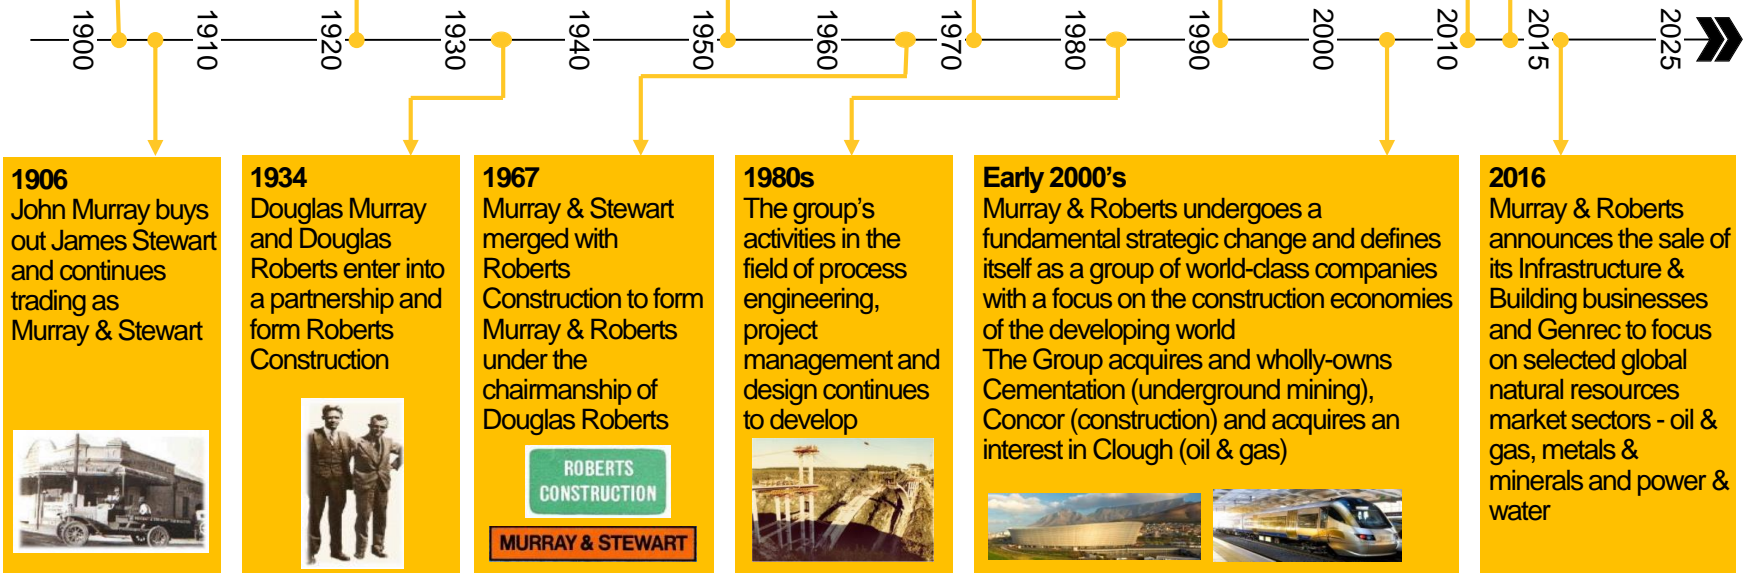 1900
1910
1920
1930
1940
1950
1960
1970
1980
1990
2000
2010
2015
2025
1906
John Murray buys
out James Stewart
and continues
trading as
Murray & Stewart
1934
Douglas Murray
and Douglas
Roberts enter into
a partnership and
form Roberts
Construction
1967
Murray & Stewart
merged with
Roberts
Construction to form
Murray & Roberts
under the
chairmanship of
Douglas Roberts
ROBERTS
CONSTRUCTION
MURRAY & STEWART
1980s
The group's
activities in the
field of process
engineering,
project
management and
design continues
to develop
Early 2000's
Murray & Roberts undergoes a
fundamental strategic change and defines
itself as a group of world-class companies
with a focus on the construction economies
of the developing world
The Group acquires and wholly-owns
Cementation (underground mining),
Concor (construction) and acquires an
interest in Clough (oil & gas)
2016
Murray & Roberts
announces the sale of
its Infrastructure &
Building businesses
and Genrec to focus
on selected global
natural resources
market sectors - oil &
gas, metals &
minerals and power &
water